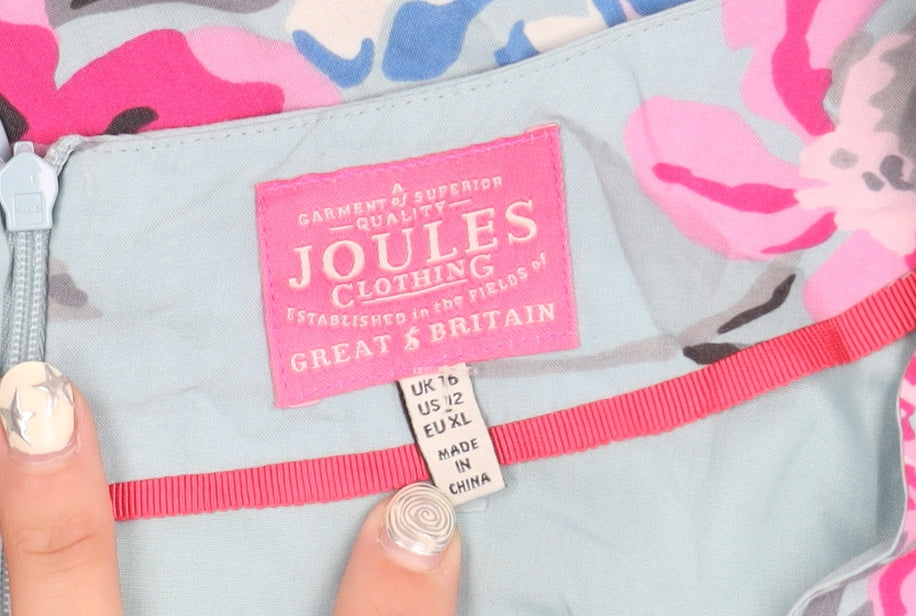 A
GARMENT of SUPERIOR
QUALITY
JOULES
CLOTHING
ESTABLISHED in the FIELDS of
GREAT & BRITAIN
UK 16
US 12
EU XL
MADE
IN
CHINA